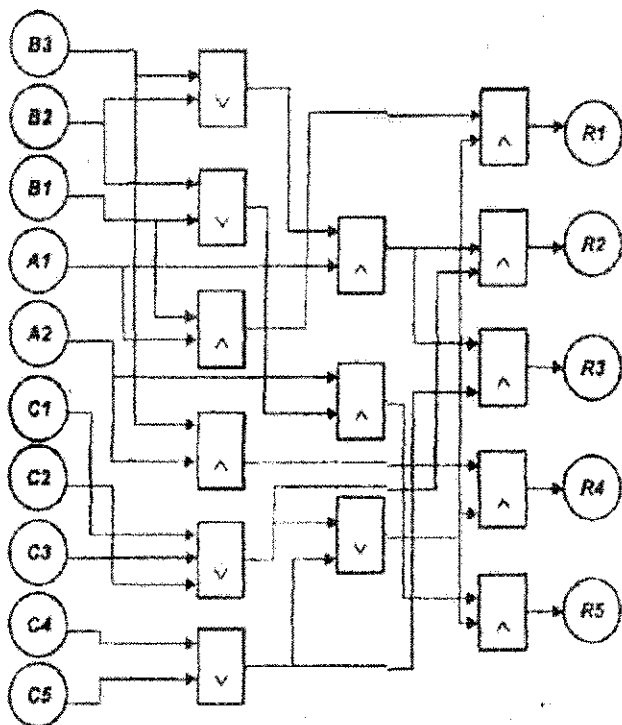 B3
B2
B1
A1
A2
C1
C2
C3
C4
C5
∨
∨
∧
∧
∨
∨
∧
∧
∨
∧
∧
∧
∧
∧
R1
R2
R3
R4
R5